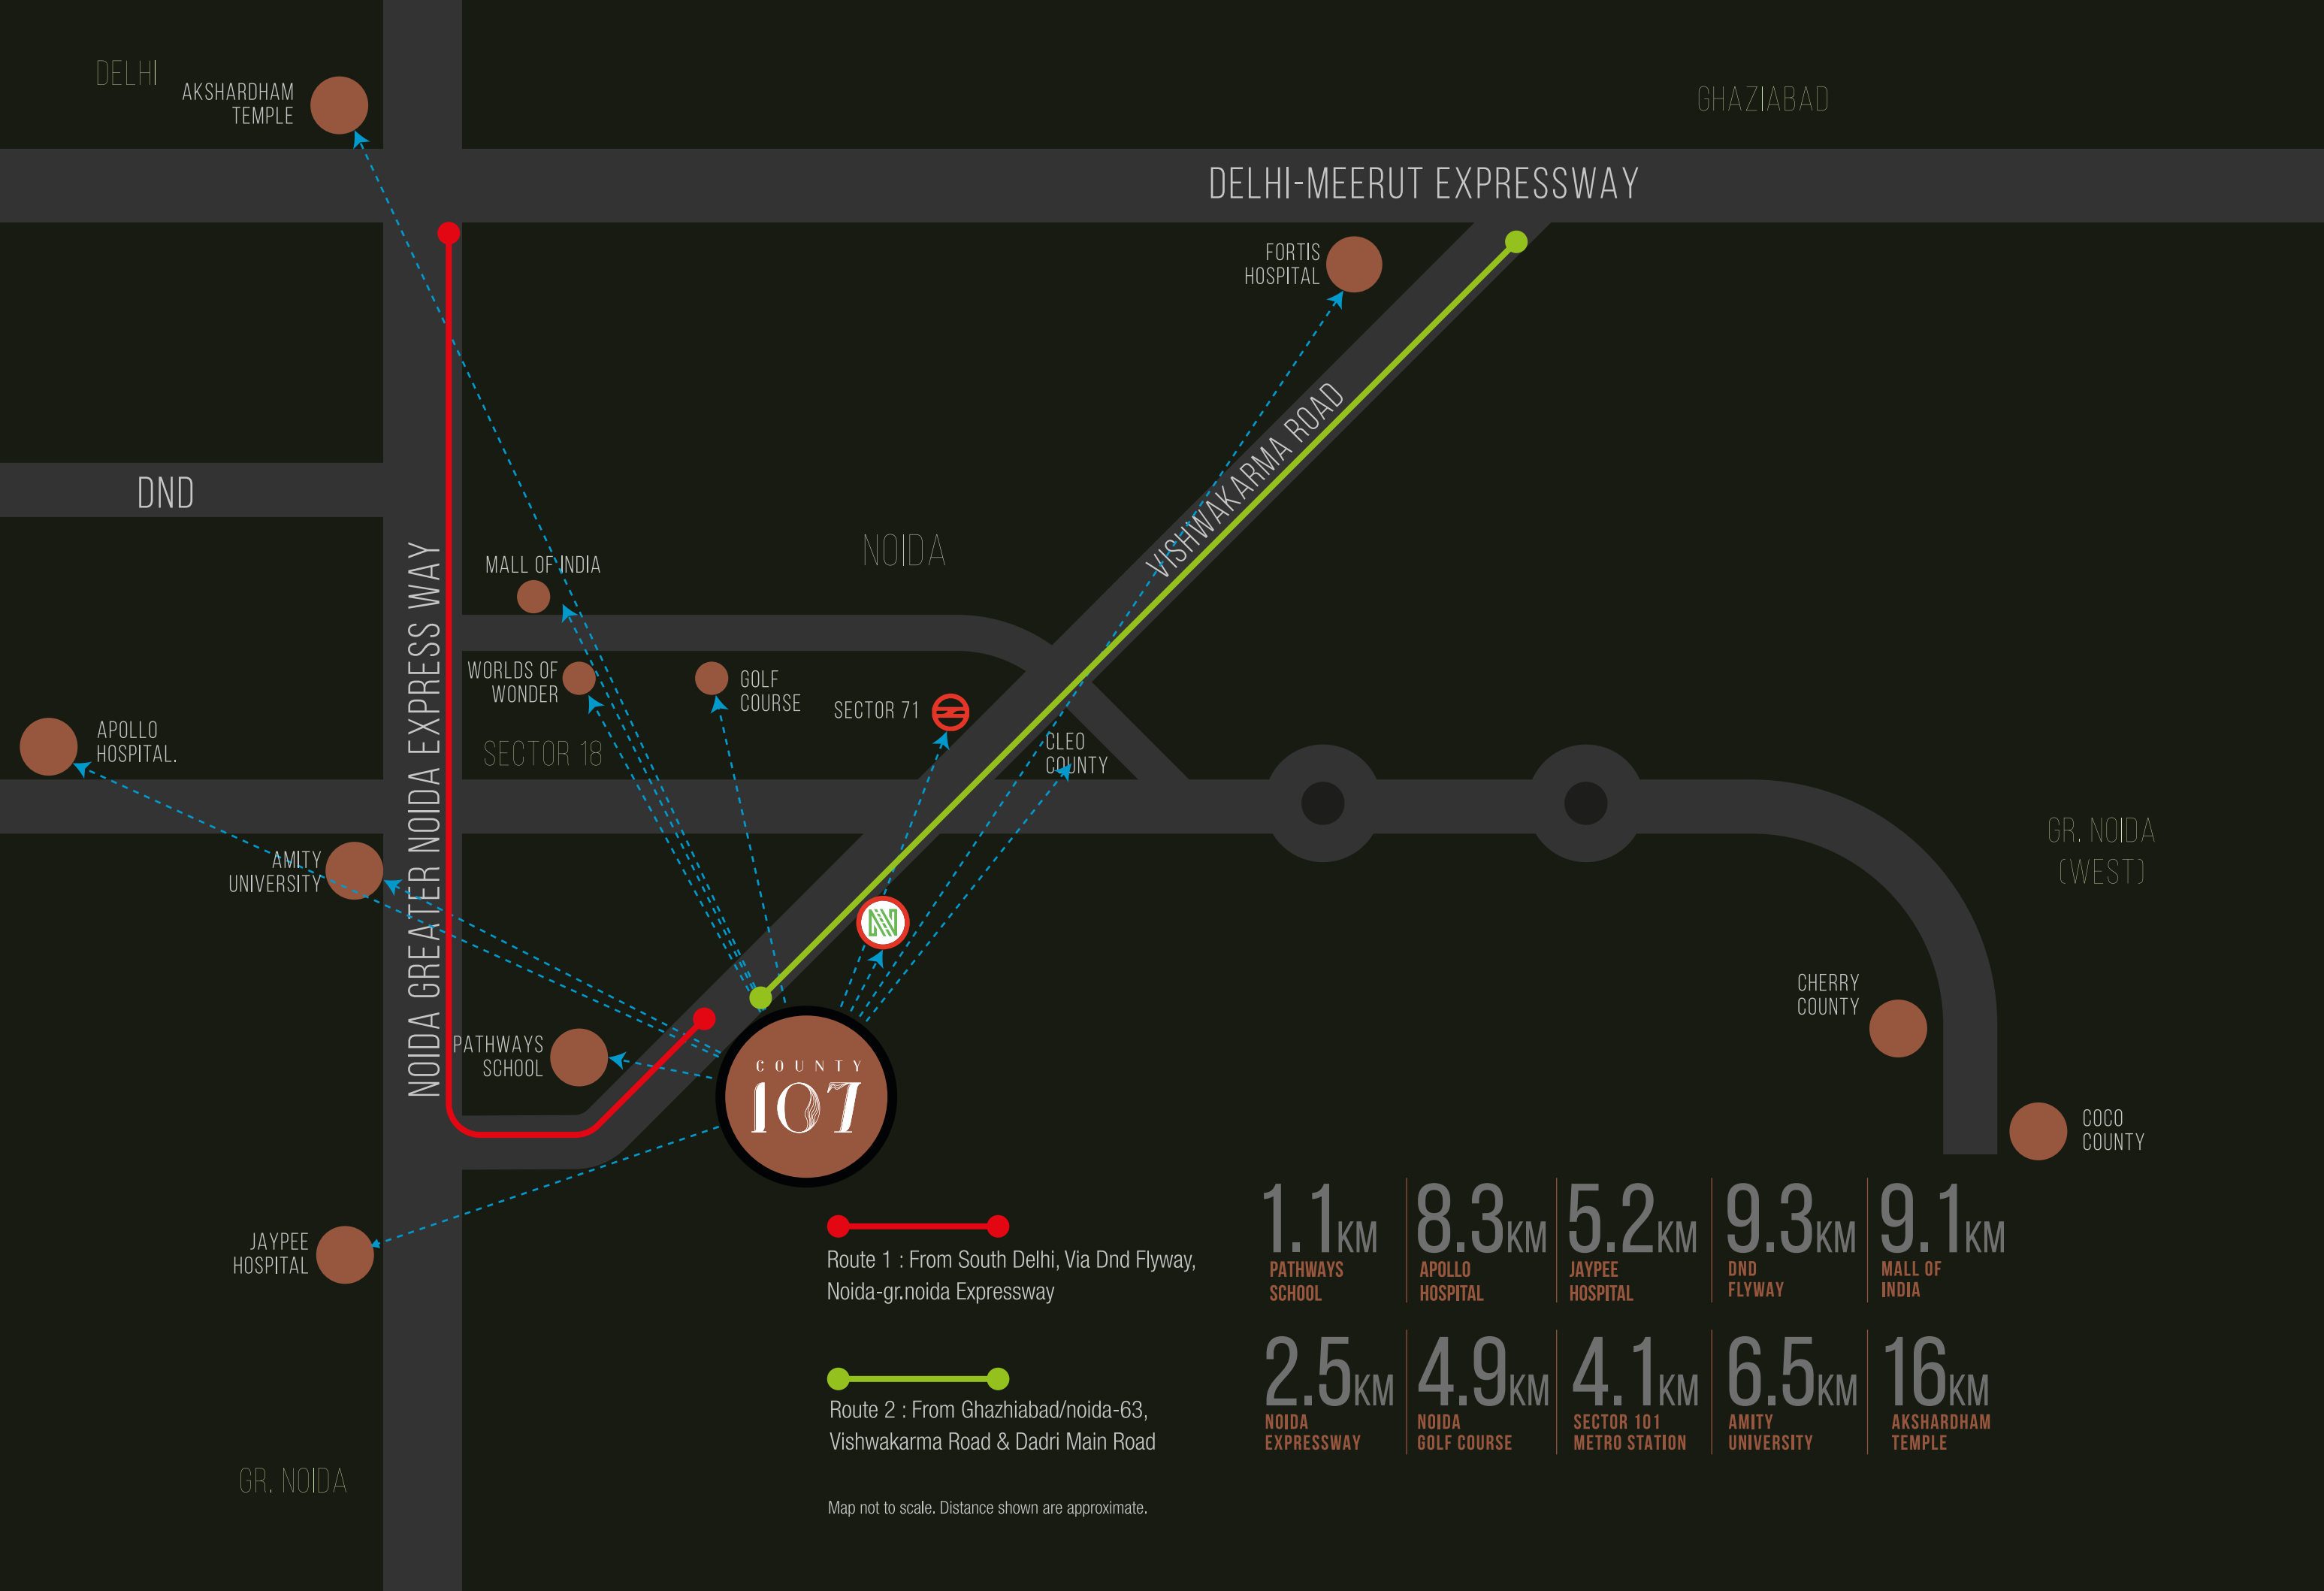 DELHI
AKSHARDHAM
TEMPLE
GHAZIABAD
DELHI-MEERUT EXPRESSWAY
FORTIS
HOSPITAL
VISHWAKARMA ROAD
DND
NOIDA
MALL OF INDIA
NOIDA GREATER NOIDA EXPRESS WAY
WORLDS OF
WONDER
GOLF
COURSE
SECTOR 71
APOLLO
HOSPITAL.
SECTOR 18
CLEO
COUNTY
AMITY
UNIVERSITY
GR. NOIDA
(WEST)
CHERRY
COUNTY
PATHWAYS
SCHOOL
COUNTY
107
COCO
COUNTY
JAYPEE
HOSPITAL
Route 1 : From South Delhi, Via Dnd Flyway,
Noida-gr.noida Expressway
1.1KM
PATHWAYS
SCHOOL
8.3KM
APOLLO
HOSPITAL
5.2KM
JAYPEE
HOSPITAL
9.3KM
DND
FLYWAY
9.1KM
MALL OF
INDIA
Route 2 : From Ghazhiabad/noida-63,
Vishwakarma Road & Dadri Main Road
2.5KM
NOIDA
EXPRESSWAY
4.9KM
NOIDA
GOLF COURSE
4.1KM
SECTOR 101
METRO STATION
6.5KM
AMITY
UNIVERSITY
16KM
AKSHARDHAM
TEMPLE
GR. NOIDA
Map not to scale. Distance shown are approximate.